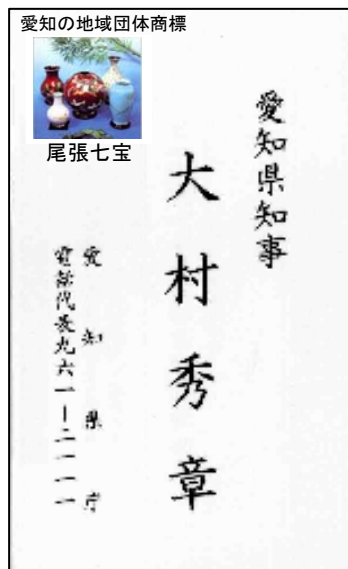 愛知の地域団体商標
尾張七宝
愛知県知事
大村秀章
愛知県庁
電話代表九六一ー二一一一